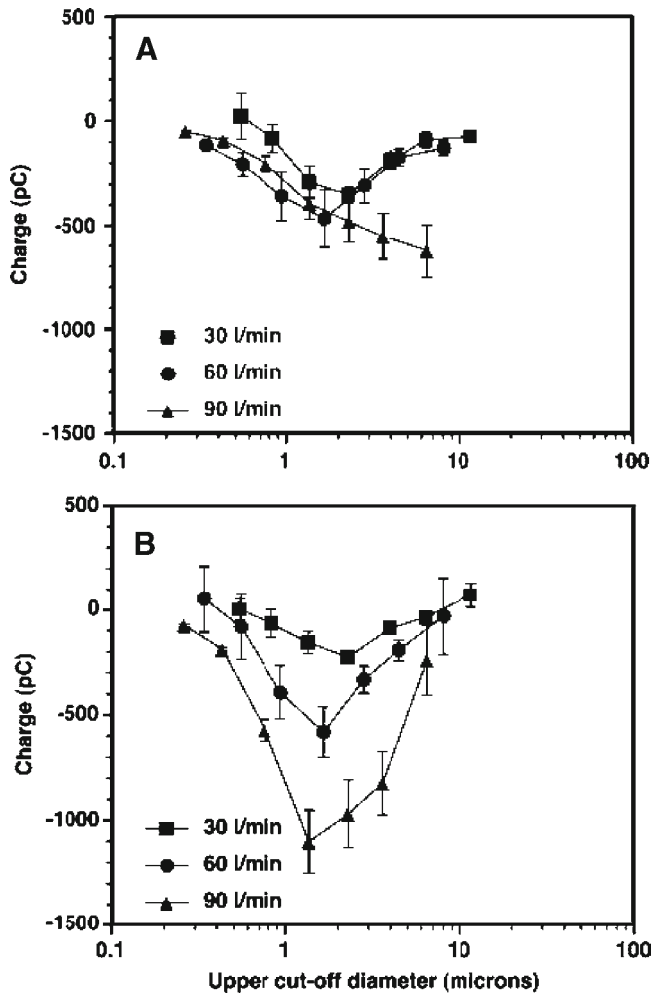 500
A
0
Charge (pC)
-500
-1000
30 l/min
60 l/min
90 l/min
-1500
0.1 1 10 100
500
B
0
Charge (pC)
-500
-1000
30 l/min
60 l/min
90 l/min
-1500
0.1 1 10 100
Upper cut-off diameter (microns)